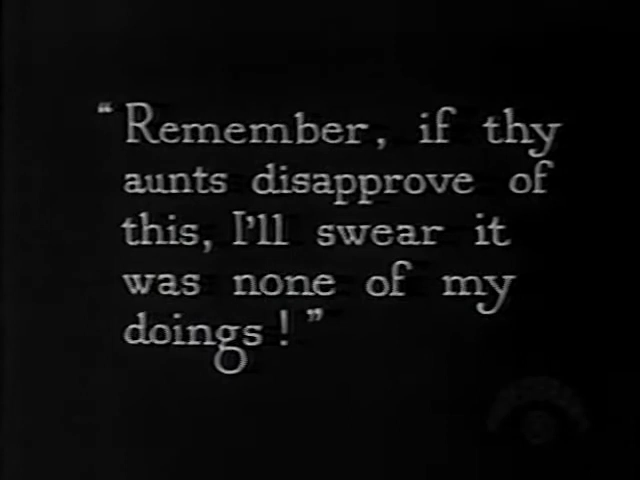 “Remember, if thy
aunts disapprove of
this, I'll swear it
was none of my
doings!”